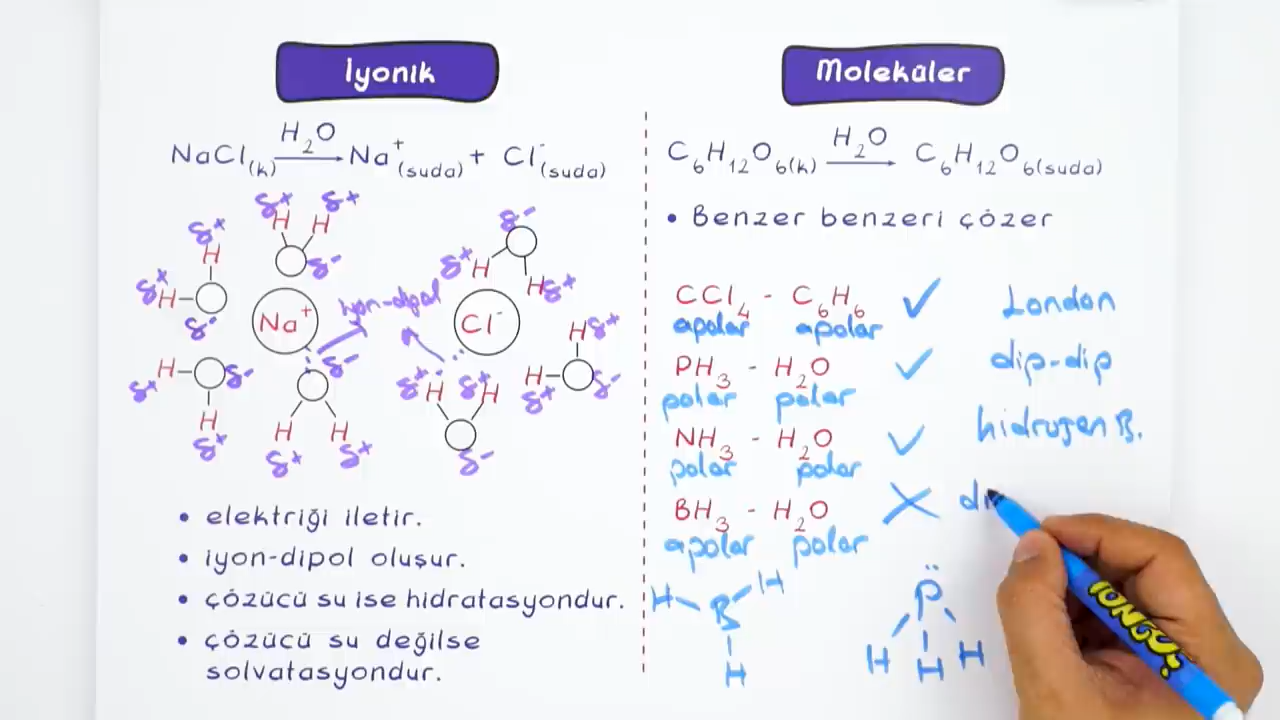 İyonik
NaCl(k) H₂O → Na⁺(suda) + Cl⁻(suda)
δ+ δ+
H H
δ-
δ+
H
δ+ H
δ-
Na⁺
iyon-dipol
δ-
δ+ H
δ+ H
δ-
Cl⁻
H δ+
H δ+
δ-
δ+ H δ-
H
δ+
δ-
H H
δ+ δ+
δ+ δ+
H H
δ-
• elektriği iletir.
• iyon-dipol oluşur.
• çözücü su ise hidratasyondur.
• çözücü su değilse
solvatasyondur.
Moleküler
C₆H₁₂O₆(k) H₂O → C₆H₁₂O₆(suda)
• Benzer benzeri çözer
CCl₄ - C₆H₆ ✓ London
apolar apolar
PH₃ - H₂O ✓ dip-dip
polar polar
NH₃ - H₂O ✓ hidrojen B.
polar polar
BH₃ - H₂O ✗ di
apolar polar
H B H
H
P
H H H